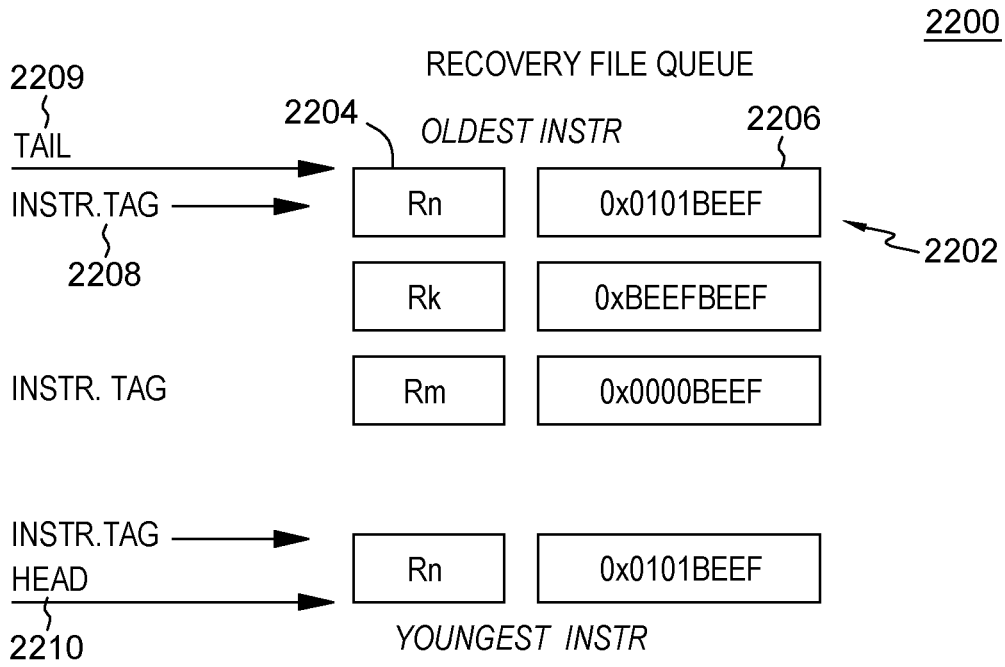 2200
RECOVERY FILE QUEUE
2209
2204
OLDEST INSTR
2206
TAIL
INSTR.TAG
Rn
0x0101BEEF
2208
2202
Rk
0xBEEFBEEF
INSTR. TAG
Rm
0x0000BEEF
INSTR.TAG
Rn
0x0101BEEF
HEAD
2210
YOUNGEST INSTR